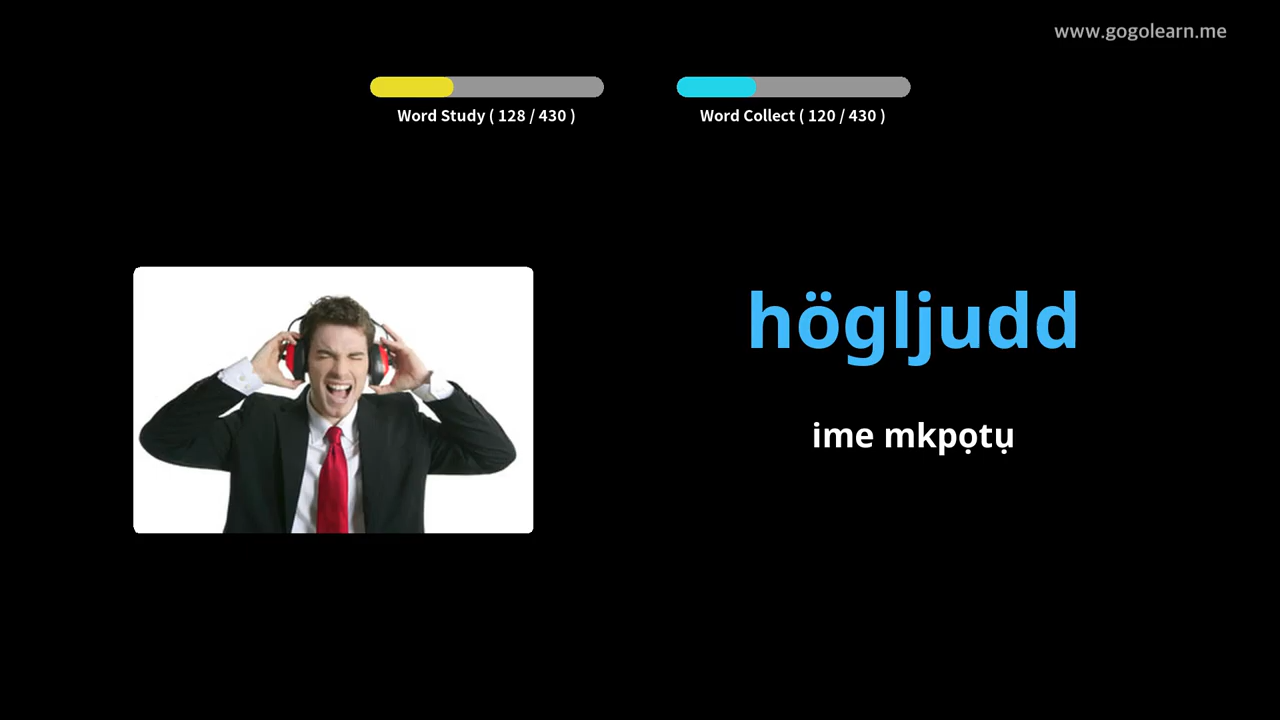 www.gogolearn.me
Word Study ( 128 / 430 )
Word Collect ( 120 / 430 )
högljudd
ime mkpọtụ